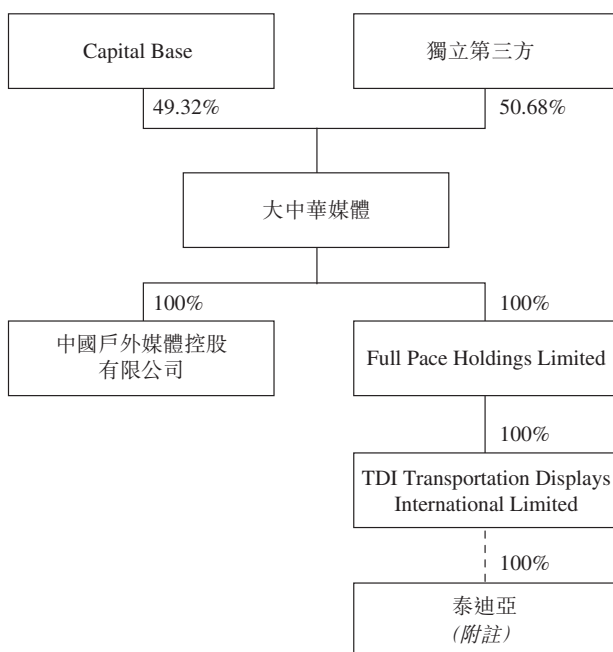 Capital Base
獨立第三方
49.32%
50.68%
大中華媒體
100%
100%
中國戶外媒體控股
有限公司
Full Pace Holdings Limited
100%
TDI Transportation Displays
International Limited
100%
泰迪亞
(附註)